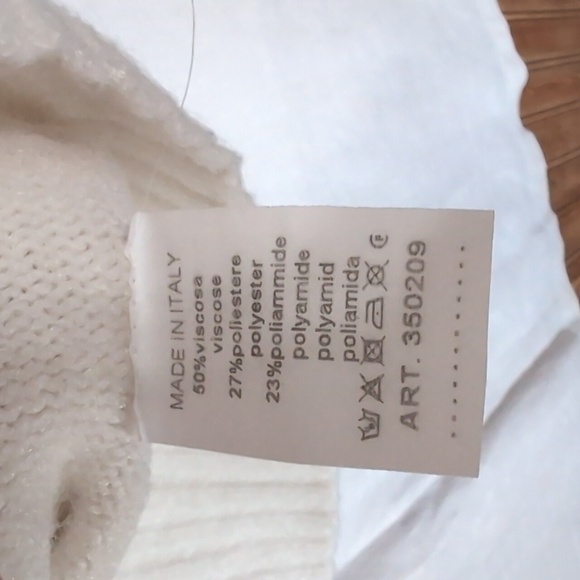 MADE IN ITALY
50%viscosa
viscose
27%poliestere
polyester
23%poliammide
polyamide
polyamid
poliamida
P
ART. 350209